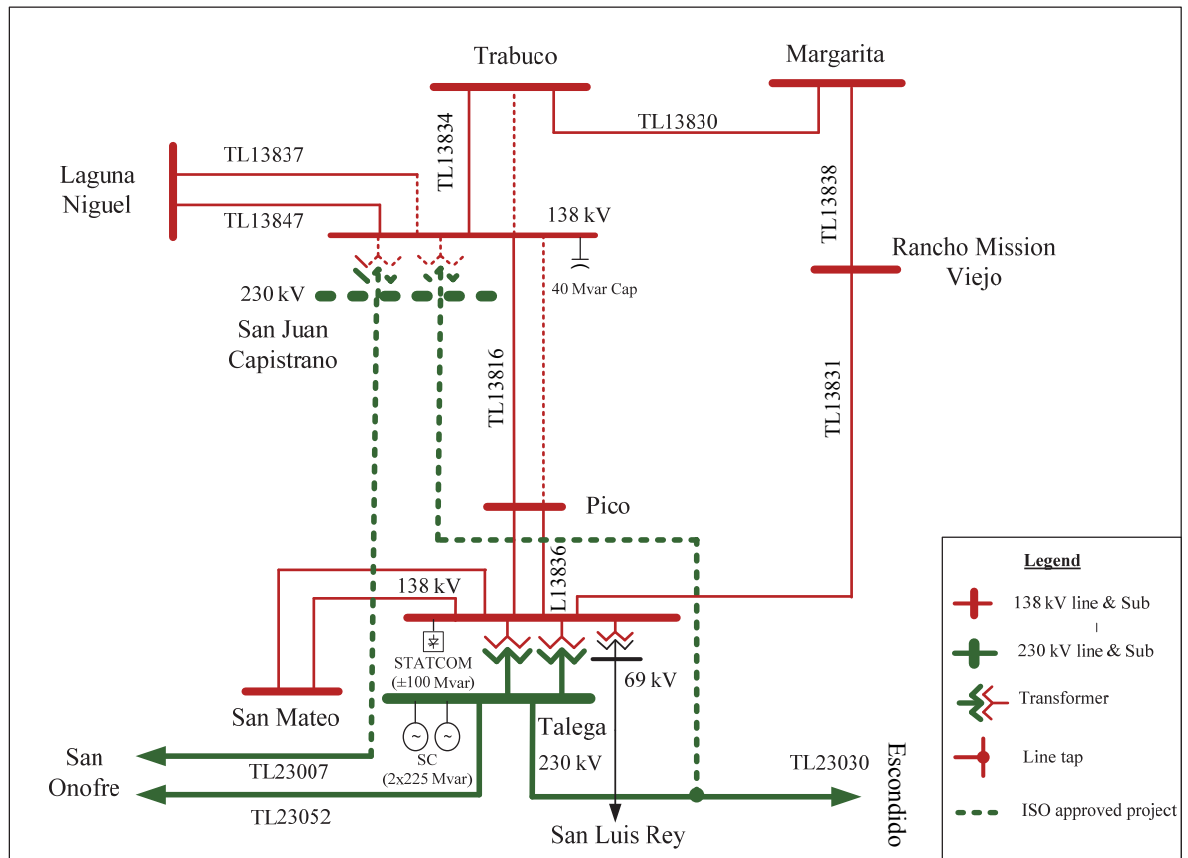 Trabuco
Margarita
TL13830
TL13834
TL13837
Laguna
Niguel
TL13847
138 kV
TL13838
Rancho Mission
Viejo
40 Mvar Cap
230 kV
San Juan
Capistrano
TL13816
TL13831
Pico
L13836
138 kV
STATCOM
(±100 Mvar)
69 kV
San Mateo
Talega
San
Onofre
TL23007
SC
(2x225 Mvar)
230 kV
TL23030
Escondido
TL23052
San Luis Rey
Legend
138 kV line & Sub
230 kV line & Sub
Transformer
Line tap
ISO approved project